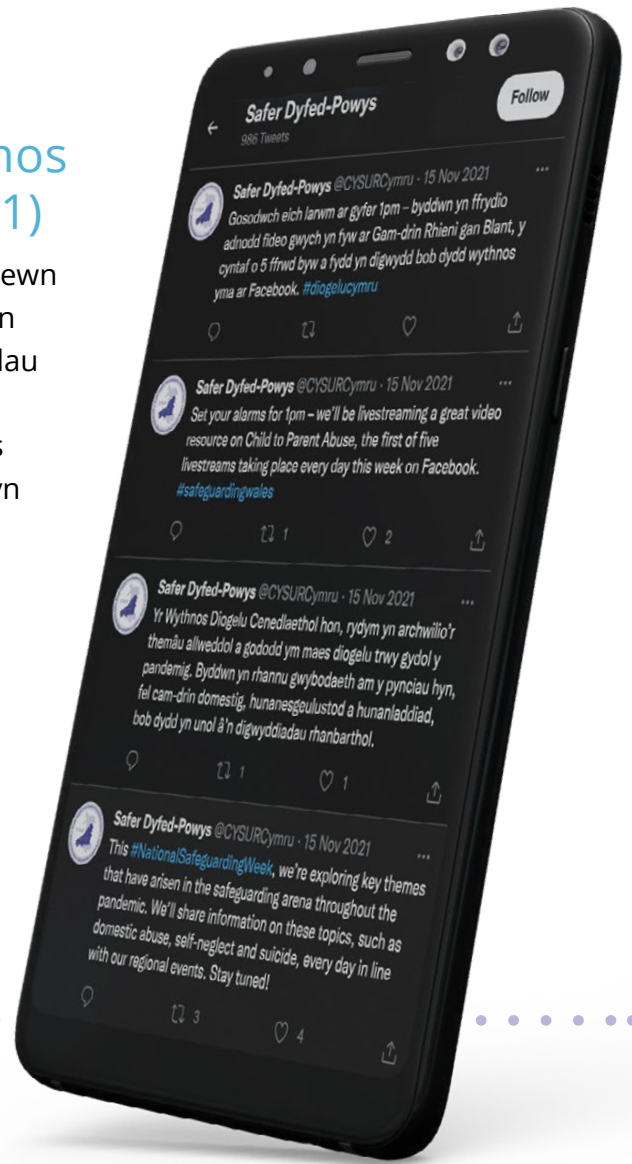 nos
1)
ewn
n
lau
s
yn
Safer Dyfed-Powys
986 Tweets
Follow
Safer Dyfed-Powys @CYSURCymru · 15 Nov 2021
Gosodwch eich larwm ar gyfer 1pm – byddwn yn ffrydio
adnodd fideo gwych yn fyw ar Gam-drin Rhieni gan Blant, y
cyntaf o 5 ffrwd byw a fydd yn digwydd bob dydd wythnos
yma ar Facebook. #diogelucymru
Safer Dyfed-Powys @CYSURCymru · 15 Nov 2021
Set your alarms for 1pm – we'll be livestreaming a great video
resource on Child to Parent Abuse, the first of five
livestreams taking place every day this week on Facebook.
#safeguardingwales
1 2
Safer Dyfed-Powys @CYSURCymru · 15 Nov 2021
Yr Wythnos Diogelu Cenedlaethol hon, rydym yn archwilio'r
themâu allweddol a gododd ym maes diogelu trwy gydol y
pandemig. Byddwn yn rhannu gwybodaeth am y pynciau hyn,
fel cam-drin domestig, hunanesgeulustod a hunanladdiad,
bob dydd yn unol â'n digwyddiadau rhanbarthol.
1 1
Safer Dyfed-Powys @CYSURCymru · 15 Nov 2021
This #NationalSafeguardingWeek, we're exploring key themes
that have arisen in the safeguarding arena throughout the
pandemic. We'll share information on these topics, such as
domestic abuse, self-neglect and suicide, every day in line
with our regional events. Stay tuned!
3 4